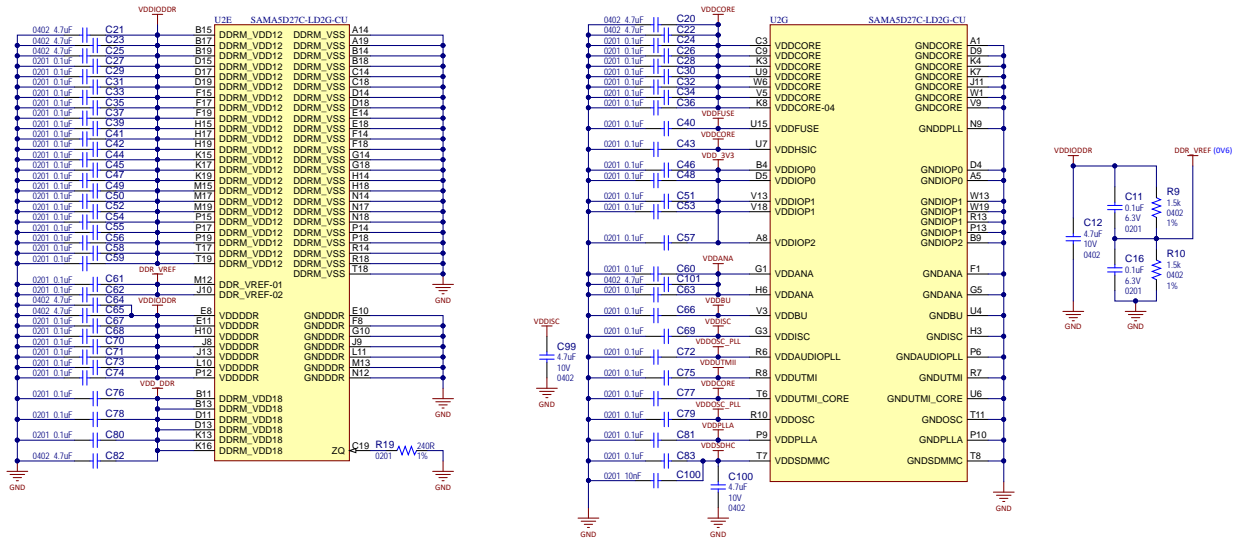 VDDIODDR
U2E SAMA5D27C-LD2G-CU
0402 4.7uF C21 B15 DDRM_VDD12 DDRM_VSS A14
0402 4.7uF C23 B17 DDRM_VDD12 DDRM_VSS A19
0402 4.7uF C25 B19 DDRM_VDD12 DDRM_VSS B14
0201 0.1uF C27 D15 DDRM_VDD12 DDRM_VSS B18
0201 0.1uF C29 D17 DDRM_VDD12 DDRM_VSS C14
0201 0.1uF C31 D19 DDRM_VDD12 DDRM_VSS C18
0201 0.1uF C33 F15 DDRM_VDD12 DDRM_VSS D14
0201 0.1uF C35 F17 DDRM_VDD12 DDRM_VSS D18
0201 0.1uF C37 F19 DDRM_VDD12 DDRM_VSS E14
0201 0.1uF C39 H15 DDRM_VDD12 DDRM_VSS E18
0201 0.1uF C41 H17 DDRM_VDD12 DDRM_VSS F14
0201 0.1uF C42 H19 DDRM_VDD12 DDRM_VSS F18
0201 0.1uF C44 K15 DDRM_VDD12 DDRM_VSS G14
0201 0.1uF C45 K17 DDRM_VDD12 DDRM_VSS G18
0201 0.1uF C47 K19 DDRM_VDD12 DDRM_VSS H14
0201 0.1uF C49 M15 DDRM_VDD12 DDRM_VSS H18
0201 0.1uF C50 M17 DDRM_VDD12 DDRM_VSS N14
0201 0.1uF C52 M19 DDRM_VDD12 DDRM_VSS N17
0201 0.1uF C54 P15 DDRM_VDD12 DDRM_VSS N18
0201 0.1uF C55 P17 DDRM_VDD12 DDRM_VSS P14
0201 0.1uF C56 P19 DDRM_VDD12 DDRM_VSS P18
0201 0.1uF C58 T17 DDRM_VDD12 DDRM_VSS R14
0201 0.1uF C59 T19 DDRM_VDD12 DDRM_VSS R18
DDRM_VSS T18
DDR_VREF
0201 0.1uF C61 M12 DDR_VREF-01
0201 0.1uF C62 J10 DDR_VREF-02
GND
0402 4.7uF C64 VDDIODDR
0402 4.7uF C65 E8 VDDDDR GNDDDR E10
0201 0.1uF C67 E11 VDDDDR GNDDDR F8
0201 0.1uF C68 H10 VDDDDR GNDDDR G10
0201 0.1uF C70 J8 VDDDDR GNDDDR J9
0201 0.1uF C71 J13 VDDDDR GNDDDR L11
0201 0.1uF C73 L10 VDDDDR GNDDDR M13
0201 0.1uF C74 P12 VDDDDR GNDDDR N12
VDD_DDR
0201 0.1uF C76 B11 DDRM_VDD18
B13 DDRM_VDD18
GND
0201 0.1uF C78 D11 DDRM_VDD18
D13 DDRM_VDD18
0201 0.1uF C80 K13 DDRM_VDD18
K16 DDRM_VDD18 ZQ C19 R19 240R
0201 1%
0402 4.7uF C82
GND
GND
VDDCORE
U2G SAMA5D27C-LD2G-CU
0402 4.7uF C20
0402 4.7uF C22
0201 0.1uF C24 C3 VDDCORE GNDCORE A1
0201 0.1uF C26 C9 VDDCORE GNDCORE D9
0201 0.1uF C28 K3 VDDCORE GNDCORE K4
0201 0.1uF C30 U9 VDDCORE GNDCORE K7
0201 0.1uF C32 W6 VDDCORE GNDCORE J11
0201 0.1uF C34 V5 VDDCORE GNDCORE W1
0201 0.1uF C36 K8 VDDCORE-04 GNDCORE V9
VDDFUSE
0201 0.1uF C40 U15 VDDFUSE GNDDPLL N9
VDDCORE
0201 0.1uF C43 U7 VDDHSIC
VDD_3V3
0201 0.1uF C46 B4 VDDIOP0 GNDIOP0 D4
0201 0.1uF C48 D5 VDDIOP0 GNDIOP0 A5
0201 0.1uF C51 V13 VDDIOP1 GNDIOP1 W13
0201 0.1uF C53 V18 VDDIOP1 GNDIOP1 W19
GNDIOP1 R13
GNDIOP1 P13
0201 0.1uF C57 A8 VDDIOP2 GNDIOP2 B9
VDDANA
0201 0.1uF C60 G1 VDDANA GNDANA F1
0402 4.7uF C101
0201 0.1uF C63 H6 VDDANA GNDANA G5
VDDBU
0201 0.1uF C66 V3 VDDBU GNDBU U4
VDDISC
0201 0.1uF C69 G3 VDDISC GNDISC H3
VDDOSC_PLL
0201 0.1uF C72 R6 VDDAUDIOPLL GNDAUDIOPLL P6
VDDUTMII
0201 0.1uF C75 R8 VDDUTMI GNDUTMI R7
VDDCORE
0201 0.1uF C77 T6 VDDUTMI_CORE GNDUTMI_CORE U6
VDDOSC_PLL
0201 0.1uF C79 R10 VDDOSC GNDOSC T11
VDDPLLA
0201 0.1uF C81 P9 VDDPLLA GNDPLLA P10
VDDSDHC
0201 0.1uF C83 T7 VDDSDMMC GNDSDMMC T8
0201 10nF C100
C100
4.7uF
10V
0402
GND
GND
GND
VDDISC
C99
4.7uF
10V
0402
GND
VDDIODDR
DDR_VREF (0V6)
C12
4.7uF
10V
0402
GND
C11
0.1uF
6.3V
0201
R9
1.5k
0402
1%
C16
0.1uF
6.3V
0201
R10
1.5k
0402
1%
GND